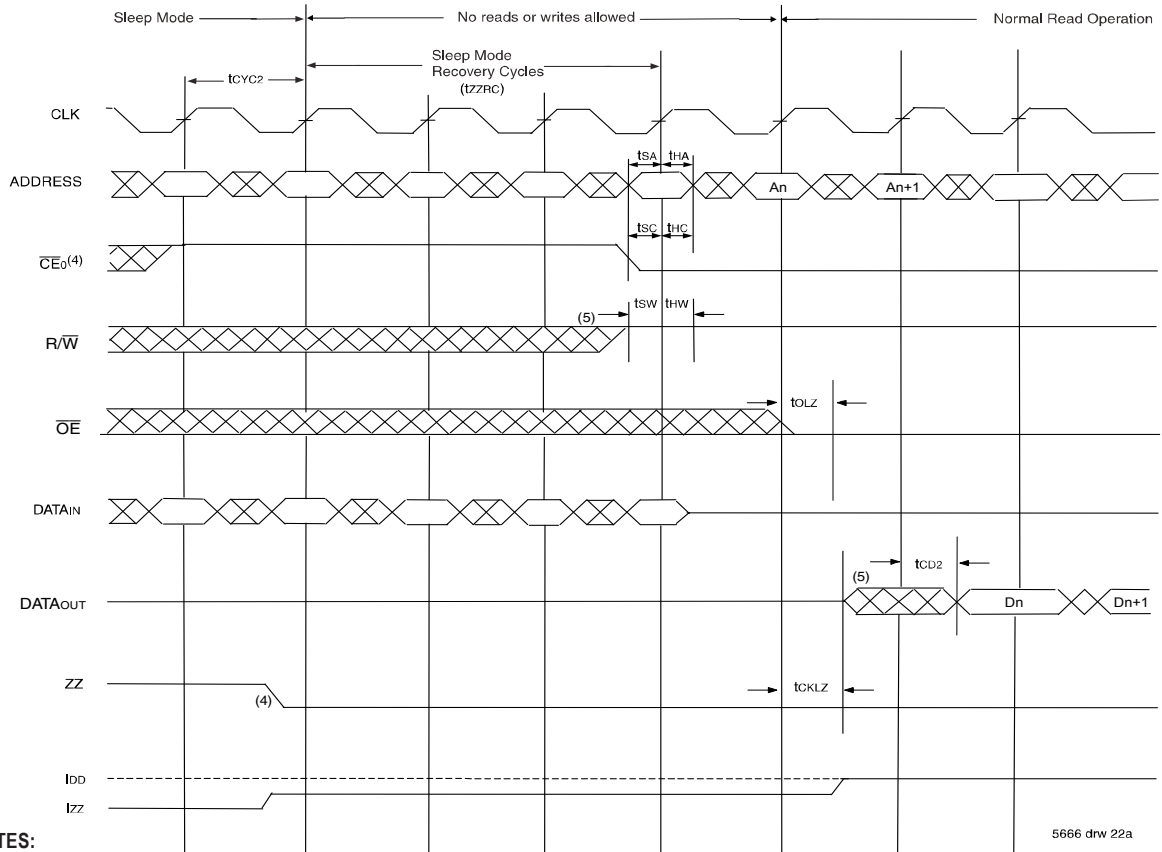 Sleep Mode
No reads or writes allowed
Normal Read Operation
Sleep Mode
Recovery Cycles
(tZZRC)
tCYC2
CLK
tSA tHA
ADDRESS
An
An+1
tSC tHC
CE0(4)
tSW tHW
(5)
R/W
tOLZ
OE
DATAIN
tCD2
(5)
DATAOUT
Dn
Dn+1
ZZ
(4)
tCKLZ
IDD
IZZ
5666 drw 22a
TES: